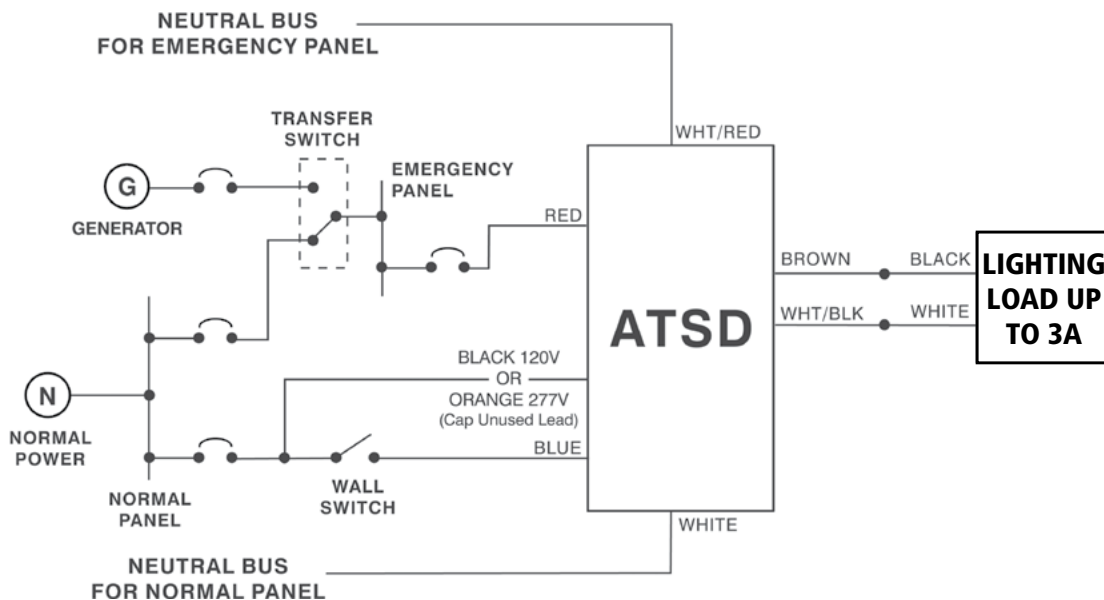 NEUTRAL BUS
FOR EMERGENCY PANEL
WHT/RED
TRANSFER
SWITCH
EMERGENCY
PANEL
G
GENERATOR
RED
BROWN
BLACK
WHT/BLK
WHITE
LIGHTING
LOAD UP
TO 3A
ATSD
BLACK 120V
OR
ORANGE 277V
(Cap Unused Lead)
BLUE
N
NORMAL
POWER
NORMAL
PANEL
WALL
SWITCH
WHITE
NEUTRAL BUS
FOR NORMAL PANEL